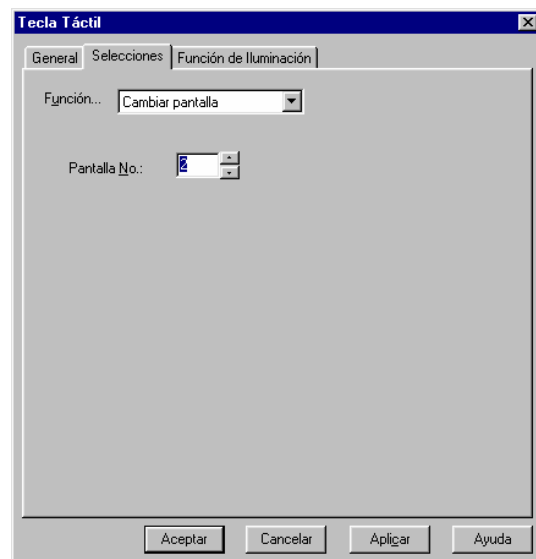 Tecla Táctil
General Selecciones Función de Iluminación
Función... Cambiar pantalla
Pantalla No.: 2
Aceptar Cancelar Aplicar Ayuda